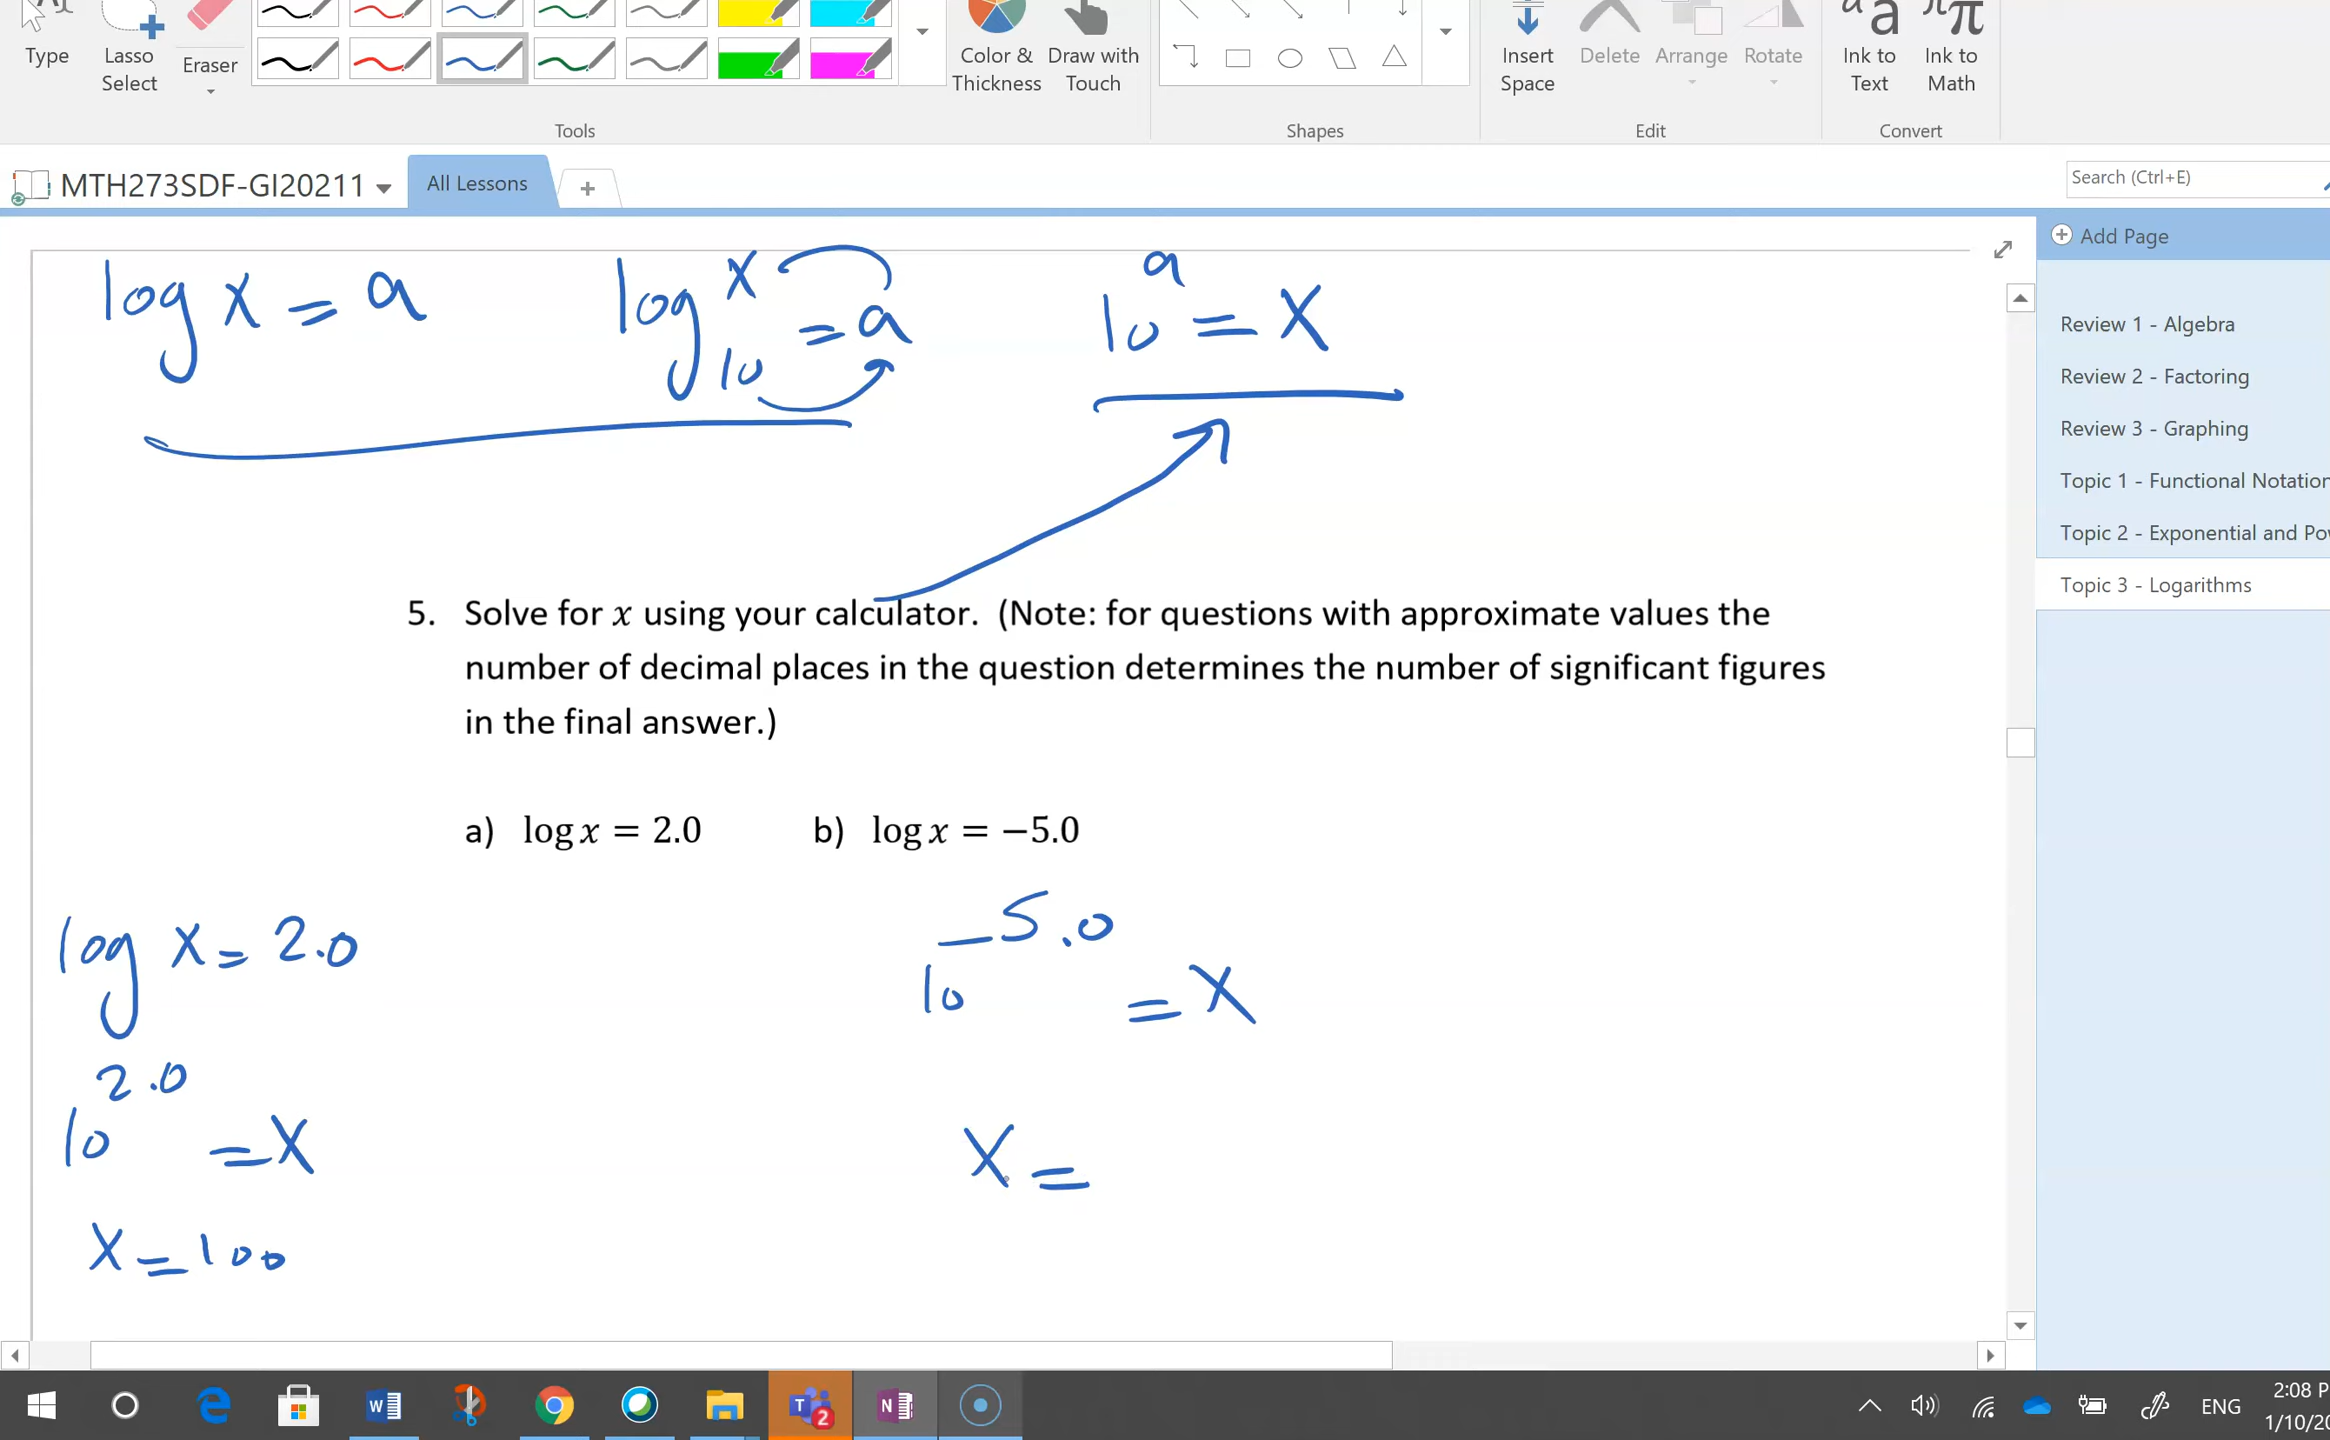 Type
Lasso Select
Eraser
Color & Thickness
Draw with Touch
Insert Space
Delete
Arrange
Rotate
Ink to Text
Ink to Math
Tools
Shapes
Edit
Convert
MTH273SDF-GI20211
All Lessons
+
Search (Ctrl+E)
Add Page
Review 1 - Algebra
Review 2 - Factoring
Review 3 - Graphing
Topic 1 - Functional Notation
Topic 2 - Exponential and Po
Topic 3 - Logarithms
log x = a
log₁₀ x = a
10ᵃ = x
5. Solve for x using your calculator. (Note: for questions with approximate values the
number of decimal places in the question determines the number of significant figures
in the final answer.)
a) log x = 2.0 b) log x = −5.0
log x = 2.0
10^2.0 = x
x = 100
10^-5.0 = x
x =
2
ENG
2:08 P
1/10/20